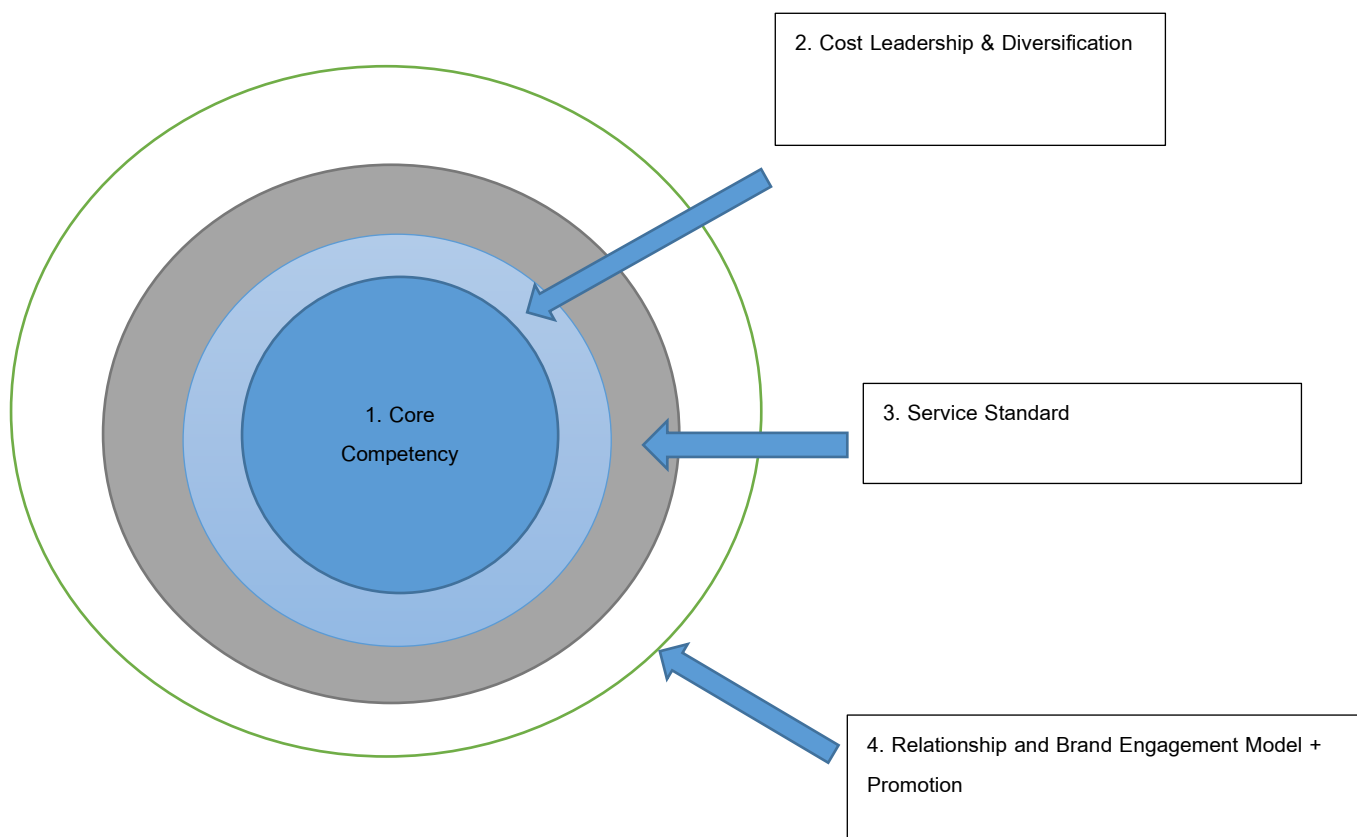 2. Cost Leadership & Diversification
1. Core
Competency
3. Service Standard
4. Relationship and Brand Engagement Model +
Promotion